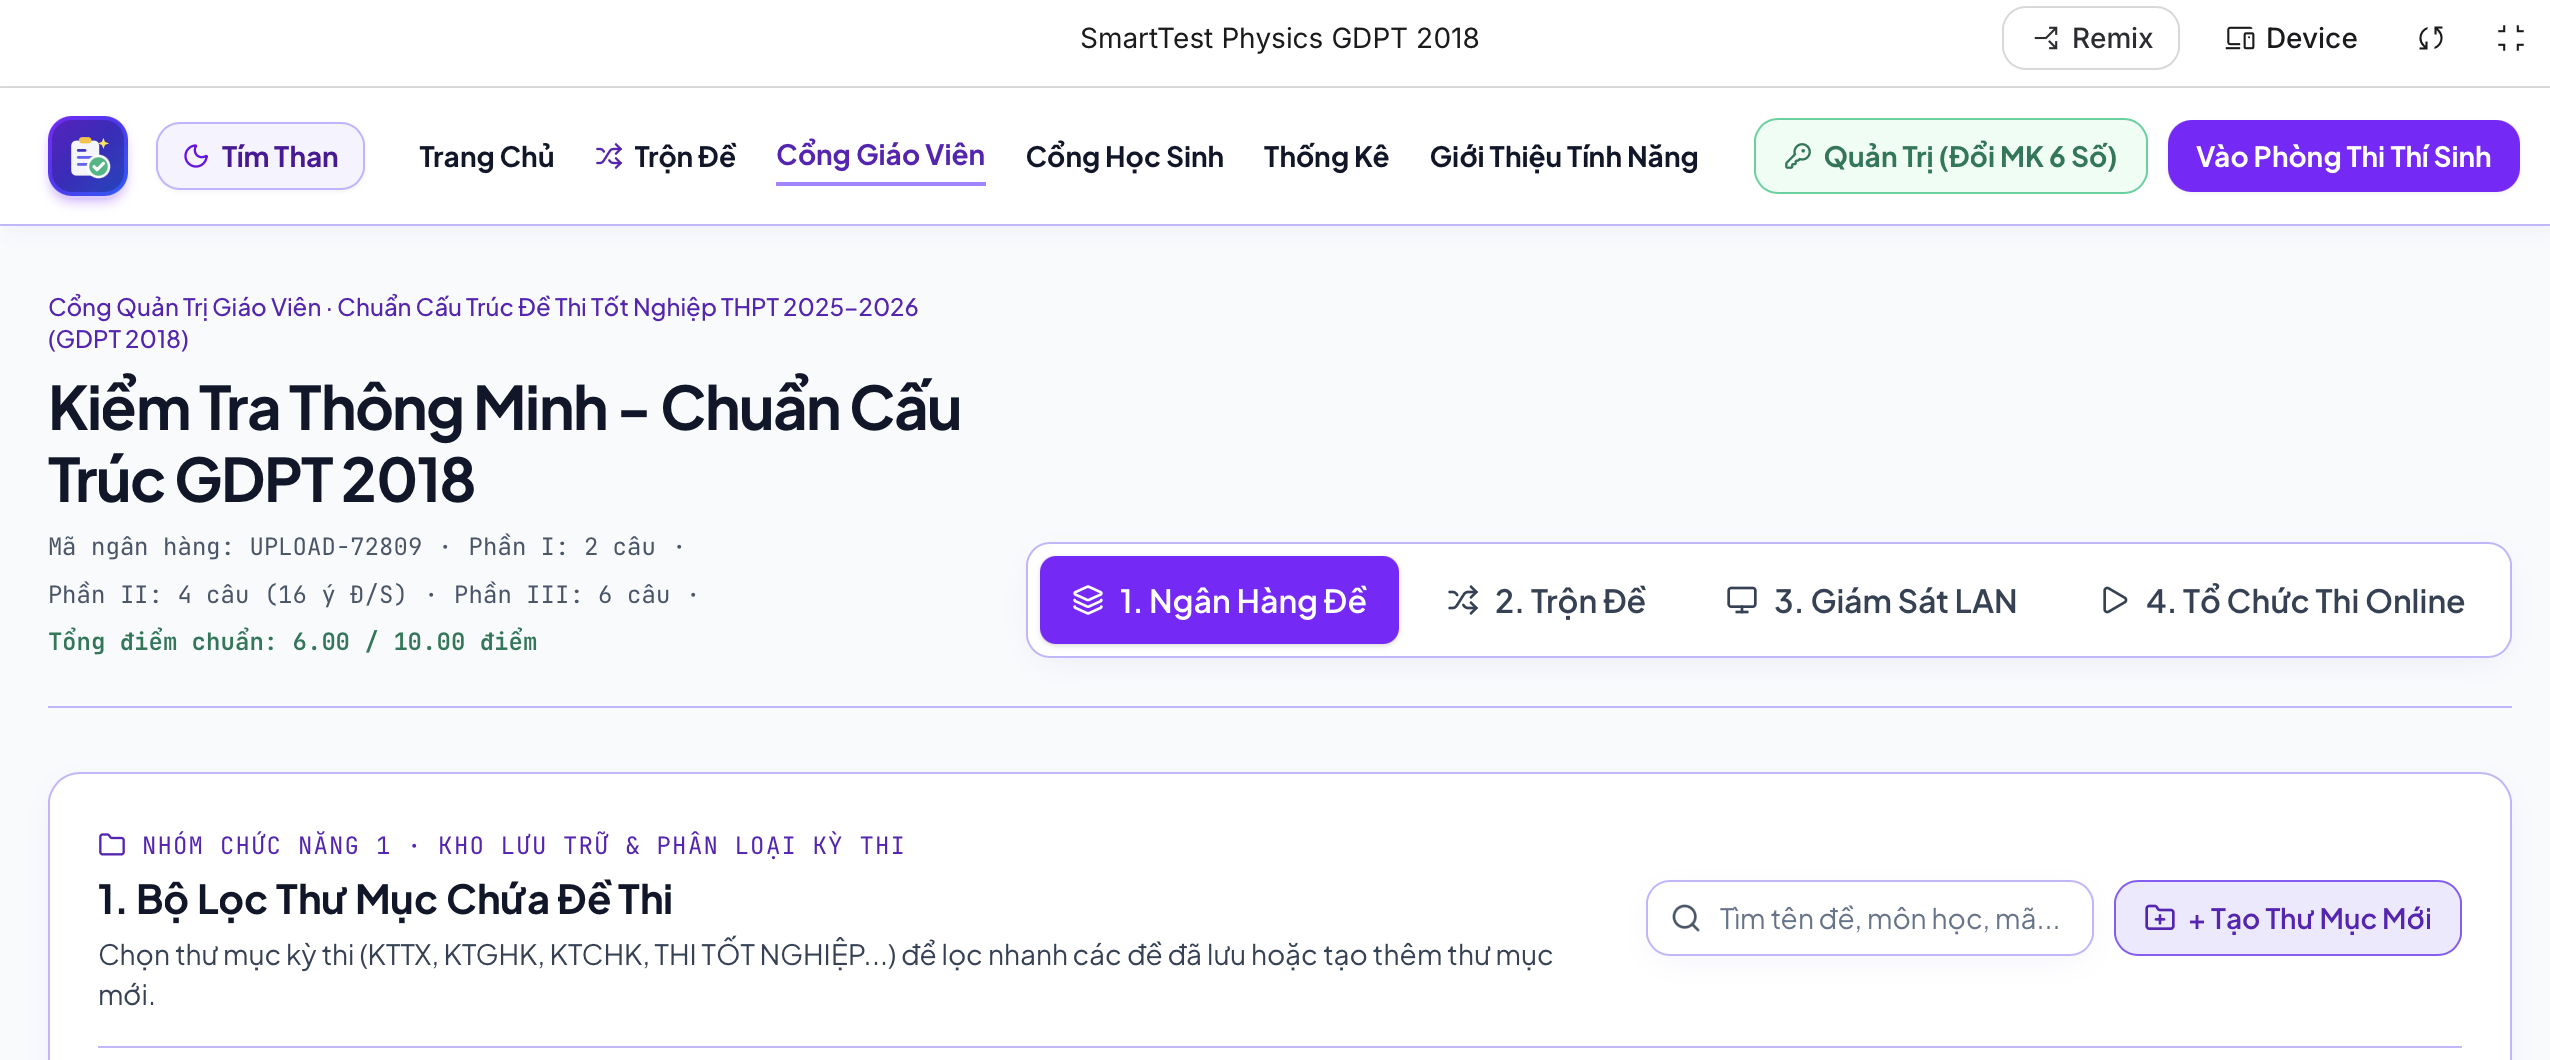 SmartTest Physics GDPT 2018
Remix
Device
Tím Than
Trang Chủ
Trộn Đề
Cổng Giáo Viên
Cổng Học Sinh
Thống Kê
Giới Thiệu Tính Năng
Quản Trị (Đổi MK 6 Số)
Vào Phòng Thi Thí Sinh
Cổng Quản Trị Giáo Viên · Chuẩn Cấu Trúc Đề Thi Tốt Nghiệp THPT 2025–2026
(GDPT 2018)
Kiểm Tra Thông Minh – Chuẩn Cấu
Trúc GDPT 2018
Mã ngân hàng: UPLOAD-72809 · Phần I: 2 câu ·
Phần II: 4 câu (16 ý Đ/S) · Phần III: 6 câu ·
Tổng điểm chuẩn: 6.00 / 10.00 điểm
1. Ngân Hàng Đề
2. Trộn Đề
3. Giám Sát LAN
4. Tổ Chức Thi Online
NHÓM CHỨC NĂNG 1 · KHO LƯU TRỮ & PHÂN LOẠI KỲ THI
1. Bộ Lọc Thư Mục Chứa Đề Thi
Chọn thư mục kỳ thi (KTTX, KTGHK, KTCHK, THI TỐT NGHIỆP...) để lọc nhanh các đề đã lưu hoặc tạo thêm thư mục
mới.
Tìm tên đề, môn học, mã...
+ Tạo Thư Mục Mới